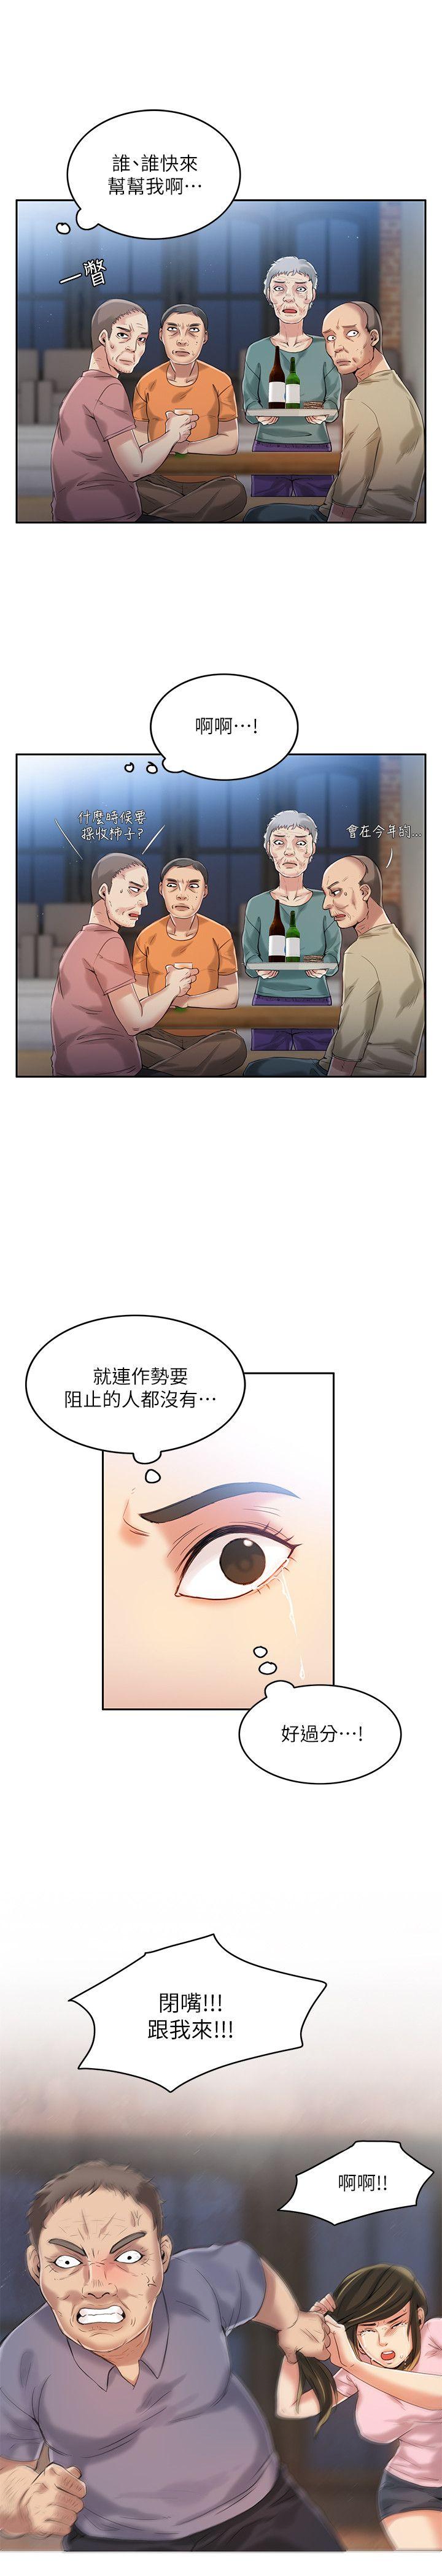 誰、誰快來
幫幫我啊…
一瞥
啊啊…!
什麼時候要
採收柿子?
會在今年的...
就連作勢要
阻止的人都沒有…
好過分…!
閉嘴!!!
跟我來!!!
啊啊!!